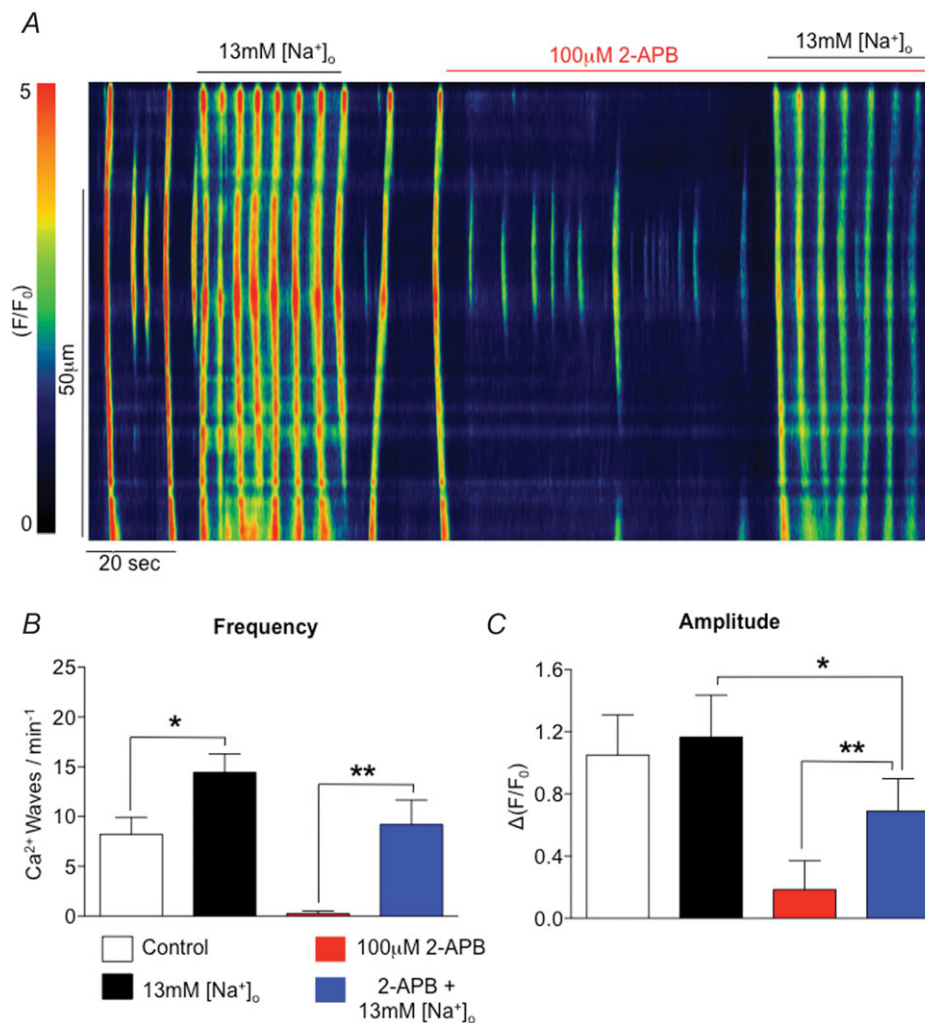 A
13mM [Na⁺]ₒ
100μM 2-APB
13mM [Na⁺]ₒ
5
(F/F₀)
0
50μm
20 sec
B
Frequency
Ca²⁺ Waves / min⁻¹
25
20
15
10
5
0
*
**
C
Amplitude
Δ(F/F₀)
1.6
1.2
0.8
0.4
0.0
*
**
Control
13mM [Na⁺]ₒ
100μM 2-APB
2-APB +
13mM [Na⁺]ₒ